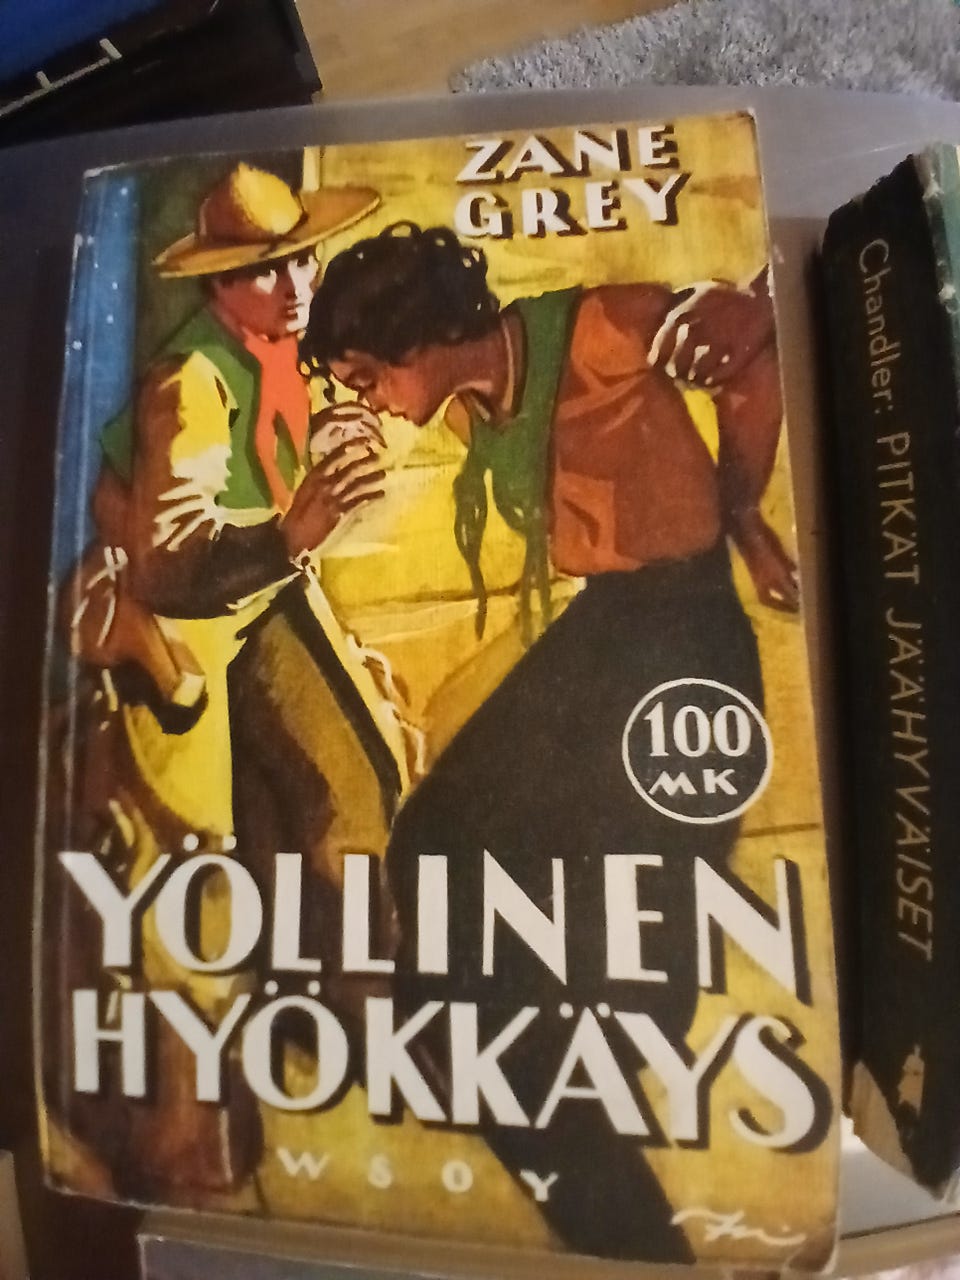 ZANE
GREY
100
MK
YÖLLINEN
HYÖKKÄYS
WSOY
Chandler: PITKÄT JÄÄHYVÄISET